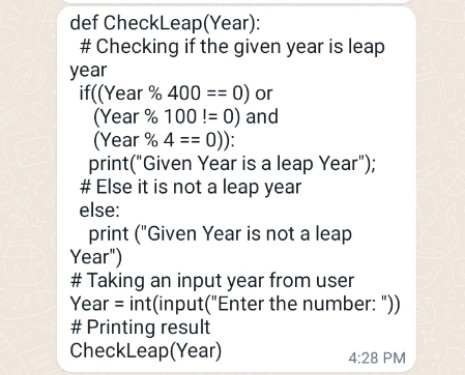 def CheckLeap(Year):
# Checking if the given year is leap
year
if((Year % 400 == 0) or
(Year % 100 != 0) and
(Year % 4 == 0)):
print("Given Year is a leap Year");
# Else it is not a leap year
else:
print ("Given Year is not a leap
Year")
# Taking an input year from user
Year = int(input("Enter the number: "))
# Printing result
CheckLeap(Year)
4:28 PM